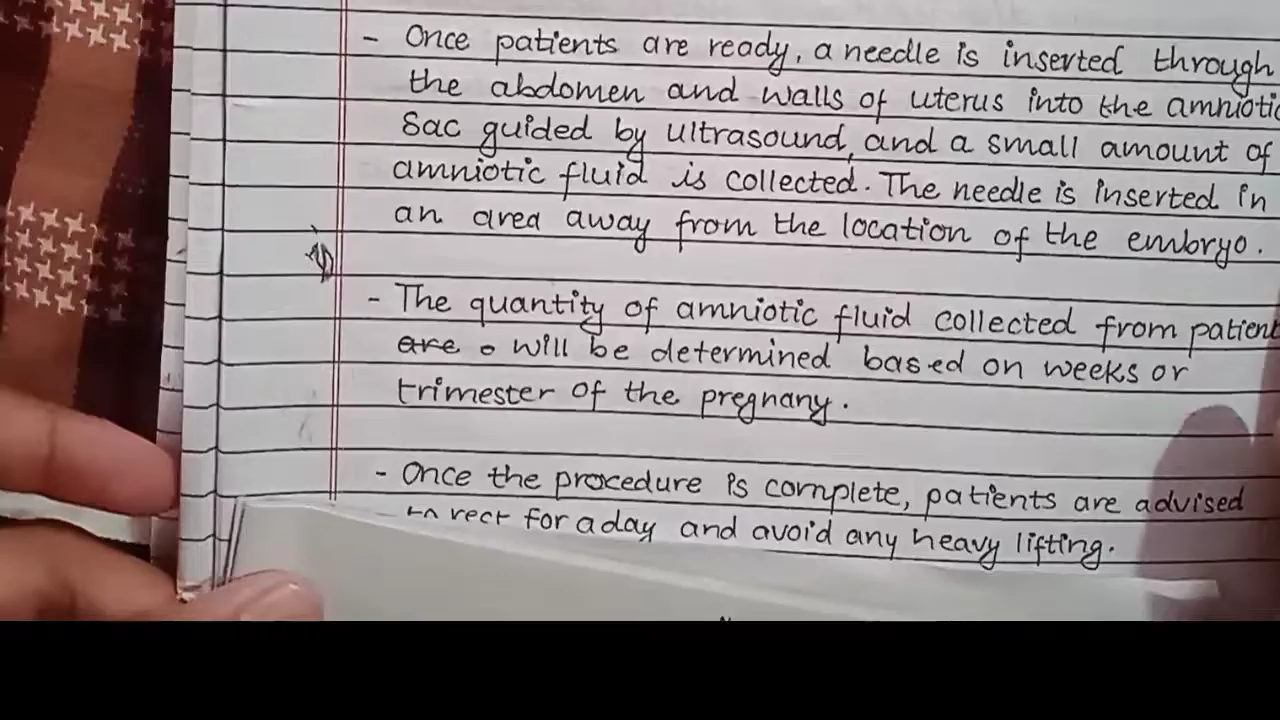 - Once patients are ready, a needle is inserted through
the abdomen and walls of uterus into the amniotic
sac guided by ultrasound, and a small amount of
amniotic fluid is collected. The needle is inserted in
an area away from the location of the embryo.
- The quantity of amniotic fluid collected from patient
are will be determined based on weeks or
trimester of the pregnany.
- Once the procedure is complete, patients are advised
to rest for a day and avoid any heavy lifting.